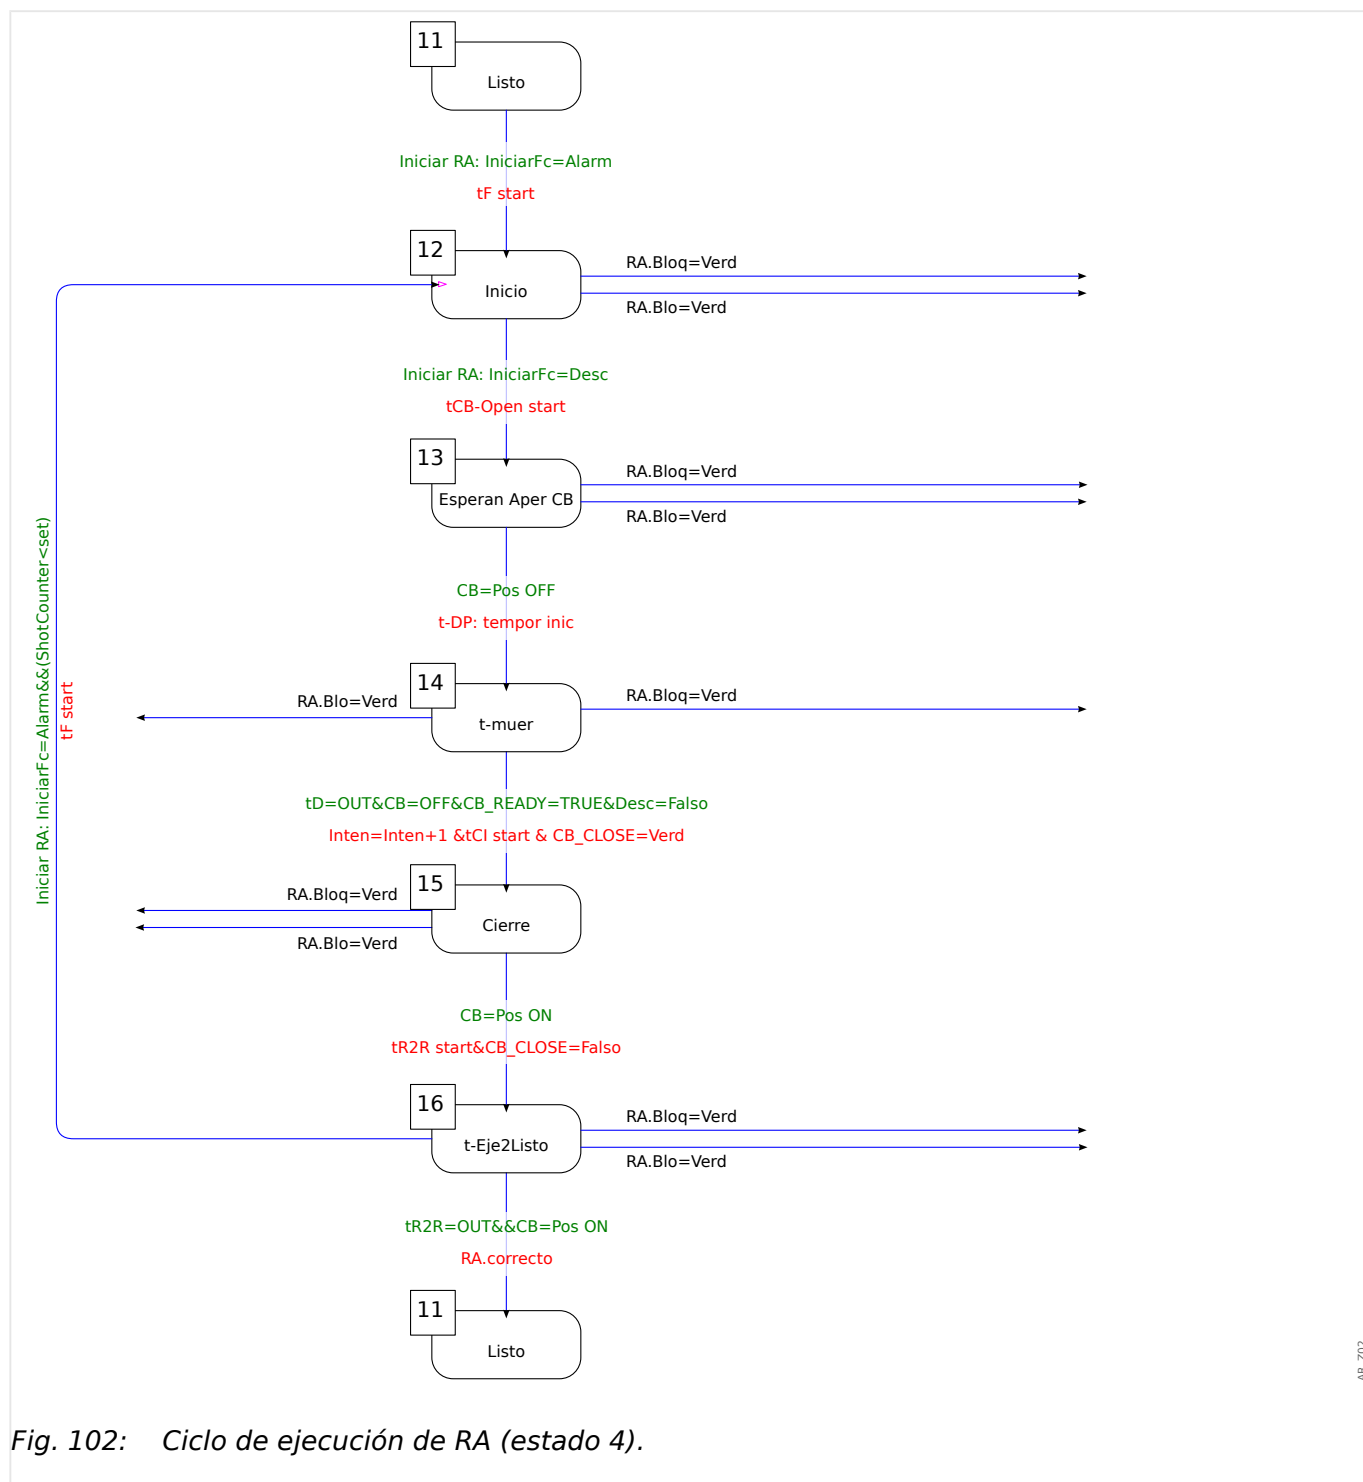 11
Listo
Iniciar RA: IniciarFc=Alarm
tF start
12
Inicio
RA.Bloq=Verd
RA.Blo=Verd
Iniciar RA: IniciarFc=Desc
tCB-Open start
13
Esperan Aper CB
RA.Bloq=Verd
RA.Blo=Verd
CB=Pos OFF
t-DP: tempor inic
Iniciar RA: IniciarFc=Alarm&&(ShotCounter<set)
tF start
14
t-muer
RA.Blo=Verd
RA.Bloq=Verd
tD=OUT&CB=OFF&CB_READY=TRUE&Desc=Falso
Inten=Inten+1 &tCl start & CB_CLOSE=Verd
15
Cierre
RA.Bloq=Verd
RA.Blo=Verd
CB=Pos ON
tR2R start&CB_CLOSE=Falso
16
t-Eje2Listo
RA.Bloq=Verd
RA.Blo=Verd
tR2R=OUT&&CB=Pos ON
RA.correcto
11
Listo
Fig. 102: Ciclo de ejecución de RA (estado 4).